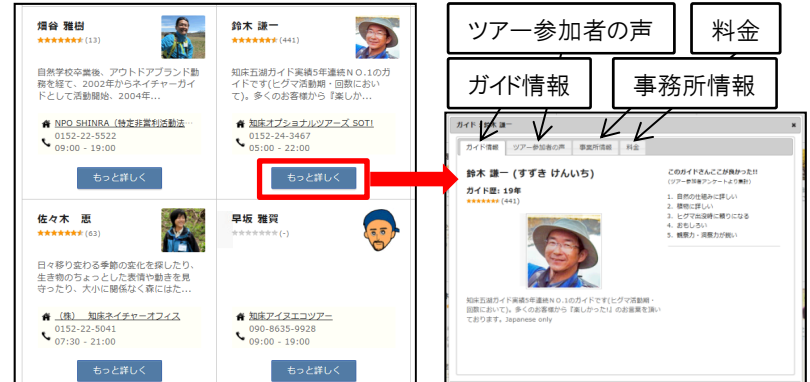 畑谷 雅樹
(13)
自然学校卒業後、アウトドアブランド勤
務を経て、2002年からネイチャーガイ
ドとして活動開始、2004年...
NPO SHINRA（特定非営利活動法…
0152-22-5522
09:00 - 19:00
もっと詳しく
鈴木 謙一
(441)
知床五湖ガイド実績5年連続ＮＯ.1のガ
イドです(ヒグマ活動期・回数におい
て)。多くのお客様から『楽しか...
知床オプショナルツアーズ SOT!
0152-24-3467
05:00 - 22:00
もっと詳しく
佐々木　恵
(63)
日々移り変わる季節の変化を探したり、
生き物のちょっとした表情や動きを見
守ったり、大小に関係なく森にはた...
（株）　知床ネイチャーオフィス
0152-22-5041
07:30 - 21:00
もっと詳しく
早坂 雅賀
(-)
知床アイヌエコツアー
090-8635-9928
09:00 - 19:00
もっと詳しく
ツアー参加者の声
料金
ガイド情報
事務所情報
ガイド：鈴木 謙一
×
ガイド情報
ツアー参加者の声
事業所情報
料金
鈴木 謙一 (すずき けんいち)
ガイド歴: 19年
(441)
知床五湖ガイド実績5年連続ＮＯ.1のガイドです(ヒグマ活動期・
回数において)。多くのお客様から『楽しかった!』のお言葉を頂い
ております。Japanese only
このガイドさんここが良かった!!
(ツアー参加者アンケートより集計)
1. 自然の仕組みに詳しい
2. 植物に詳しい
3. ヒグマ出没時に頼りになる
4. おもしろい
5. 観察力・洞察力が鋭い